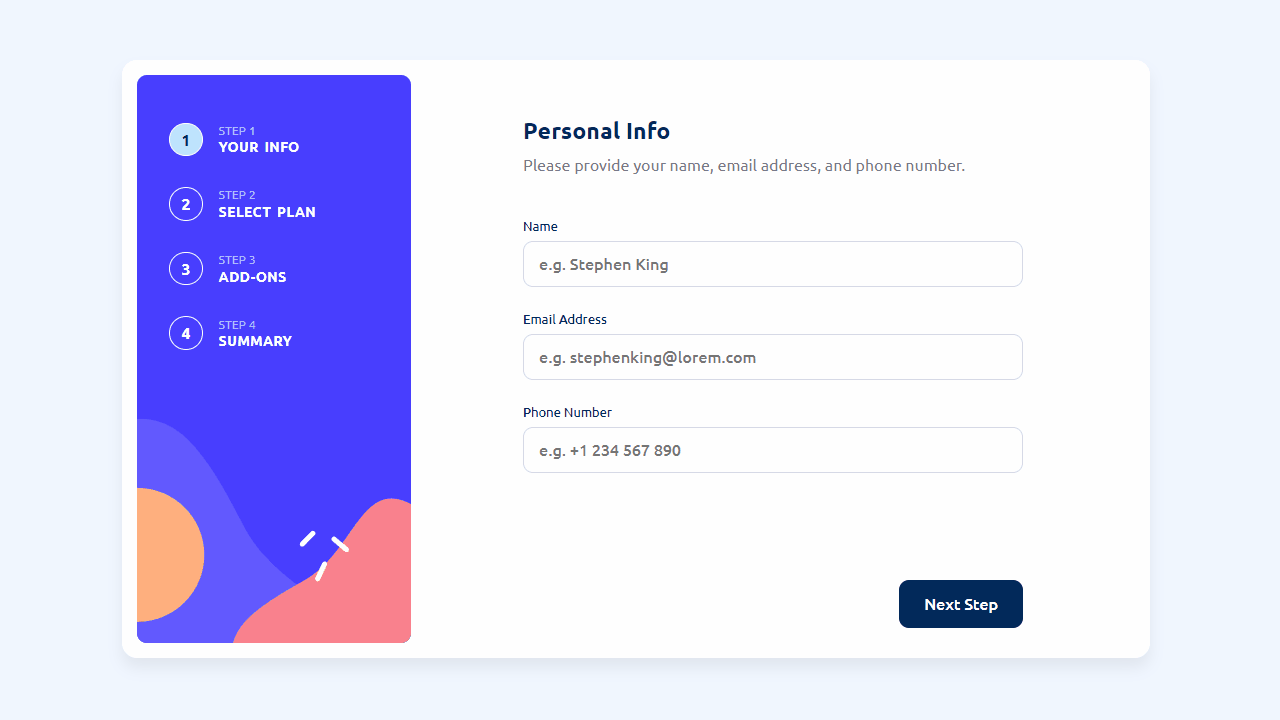 1
STEP 1
YOUR INFO
2
STEP 2
SELECT PLAN
3
STEP 3
ADD-ONS
4
STEP 4
SUMMARY
Personal Info
Please provide your name, email address, and phone number.
Name
e.g. Stephen King
Email Address
e.g. stephenking@lorem.com
Phone Number
e.g. +1 234 567 890
Next Step